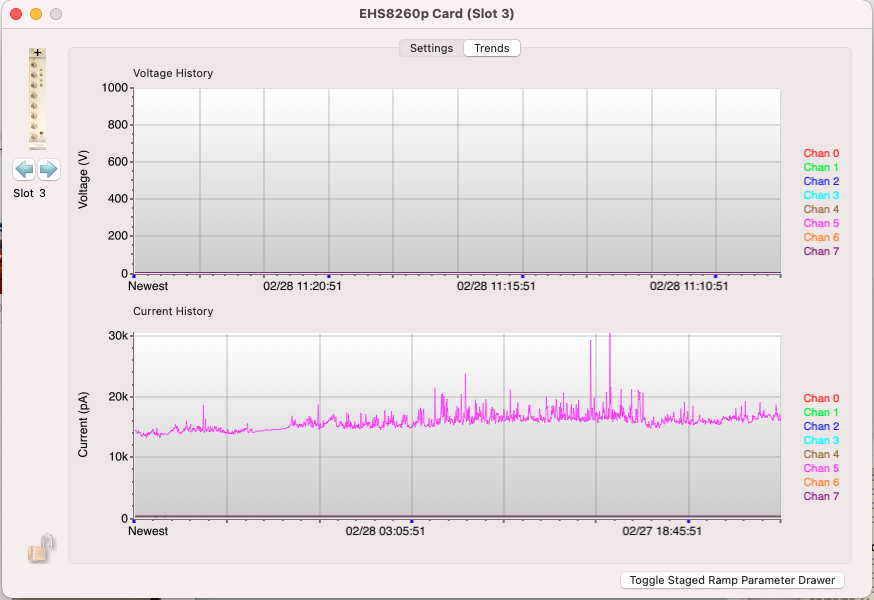 EHS8260p Card (Slot 3)
Settings Trends
+
Slot 3
Voltage History
1000
800
600
400
200
0
Voltage (V)
Newest 02/28 11:20:51 02/28 11:15:51 02/28 11:10:51
Chan 0
Chan 1
Chan 2
Chan 3
Chan 4
Chan 5
Chan 6
Chan 7
Current History
30k
20k
10k
0
Current (pA)
Newest 02/28 03:05:51 02/27 18:45:51
Chan 0
Chan 1
Chan 2
Chan 3
Chan 4
Chan 5
Chan 6
Chan 7
Toggle Staged Ramp Parameter Drawer